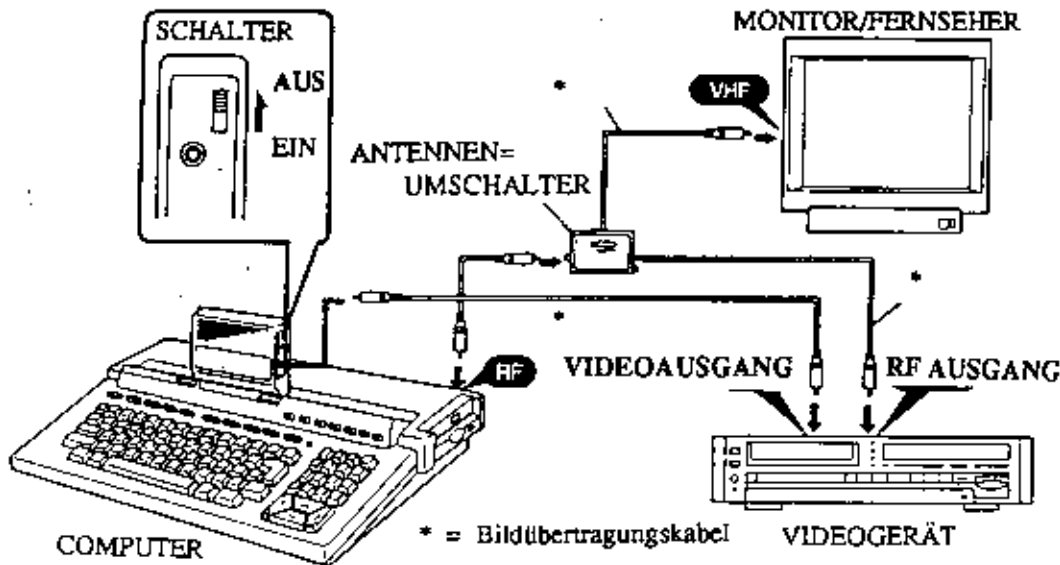 SCHALTER
AUS
EIN
MONITOR/FERNSEHER
VHF
*
ANTENNEN=
UMSCHALTER
*
*
VIDEOAUSGANG
RF AUSGANG
RF
COMPUTER
* = Bildübertragungskabel
VIDEOGERÄT